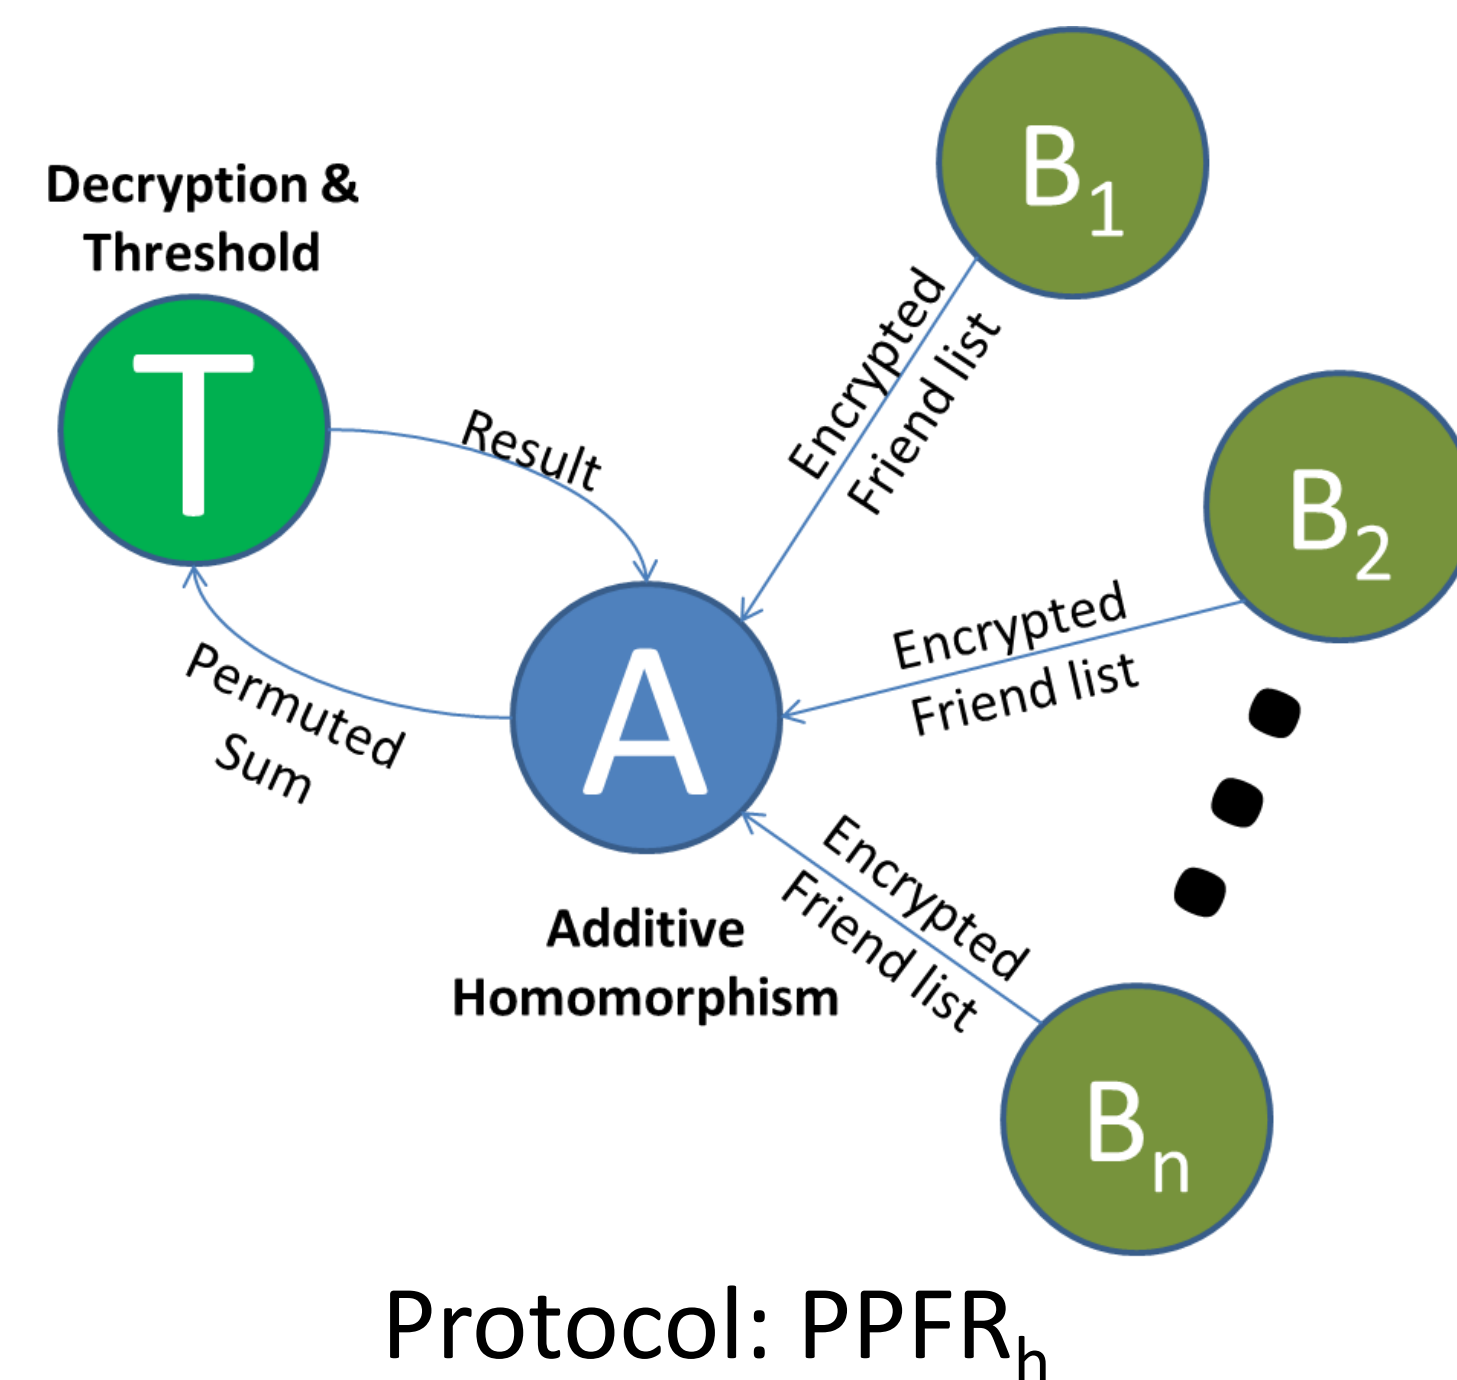 Decryption &
Threshold
T
Result
Permuted
Sum
A
Additive
Homomorphism
B₁
Encrypted
Friend list
B₂
Encrypted
Friend list
Encrypted
Friend list
Bₙ
Protocol: PPFRₕ